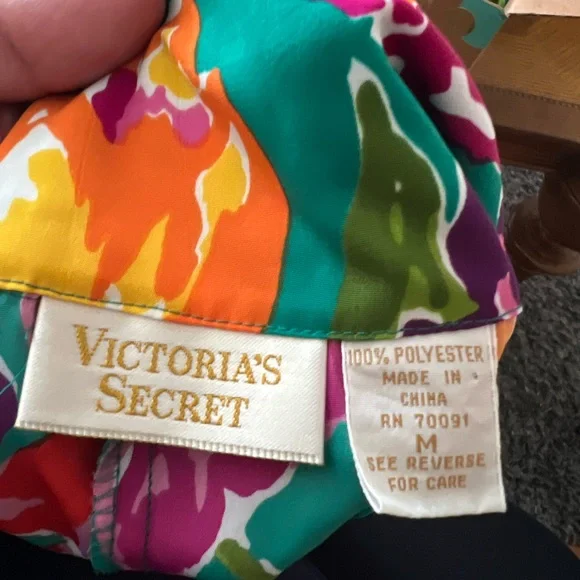 VICTORIA'S
SECRET
100% POLYESTER
MADE IN
CHINA
RN 70091
M
SEE REVERSE
FOR CARE